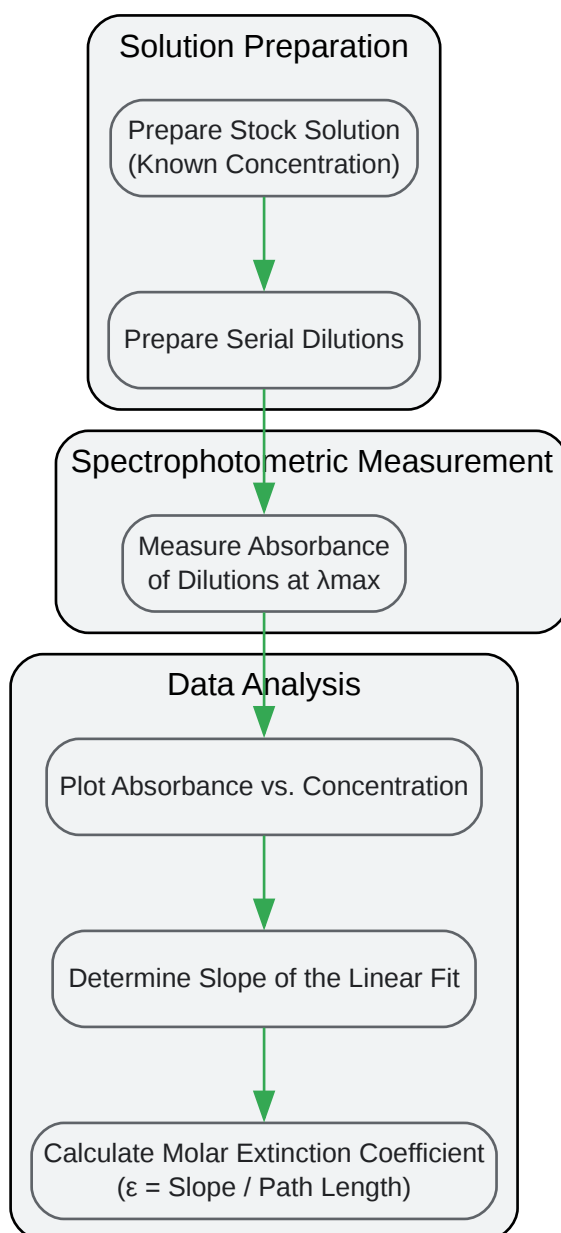 Solution Preparation
Prepare Stock Solution
(Known Concentration)
Prepare Serial Dilutions
Spectrophotometric Measurement
Measure Absorbance
of Dilutions at λmax
Data Analysis
Plot Absorbance vs. Concentration
Determine Slope of the Linear Fit
Calculate Molar Extinction Coefficient
(ε = Slope / Path Length)